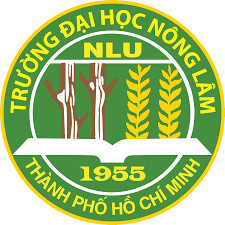 TRƯỜNG ĐẠI HỌC NÔNG LÂM
NLU
1955
THÀNH PHỐ HỒ CHÍ MINH